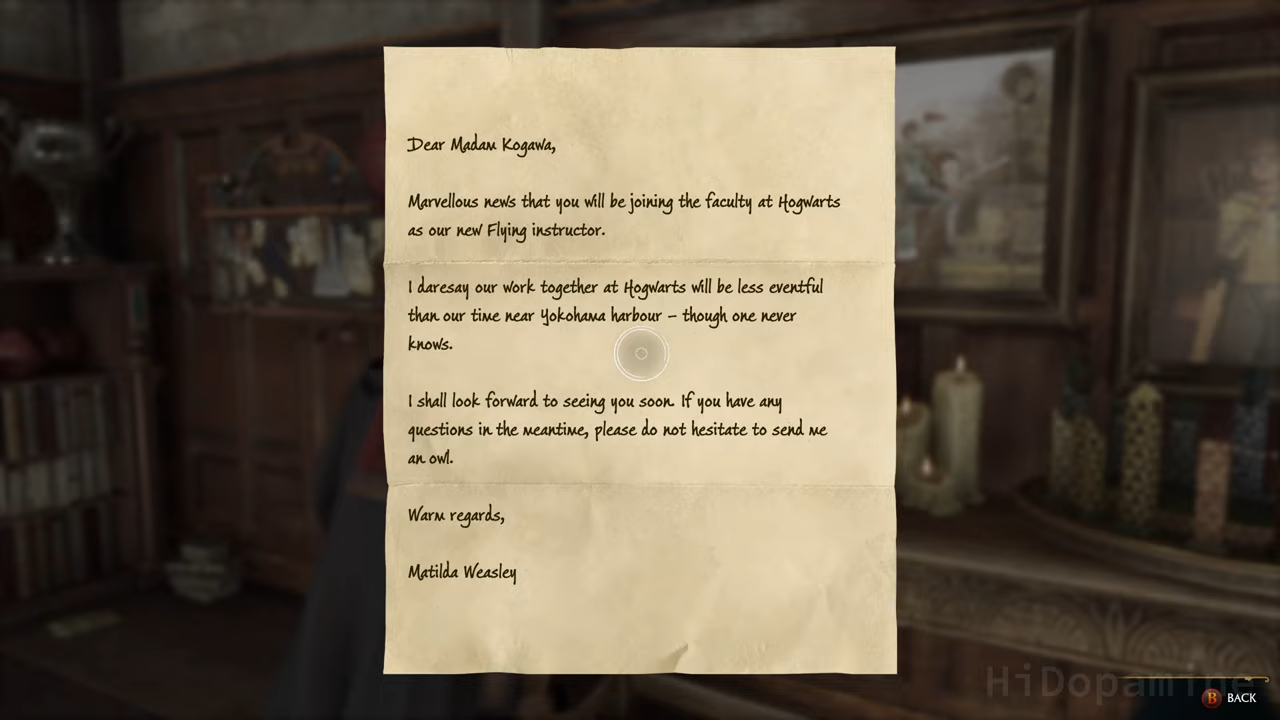 Dear Madam Kogawa,
Marvellous news that you will be joining the faculty at Hogwarts
as our new Flying instructor.
I daresay our work together at Hogwarts will be less eventful
than our time near Yokohama harbour – though one never
knows.
I shall look forward to seeing you soon. If you have any
questions in the meantime, please do not hesitate to send me
an owl.
Warm regards,
Matilda Weasley
HiDopamine
B BACK